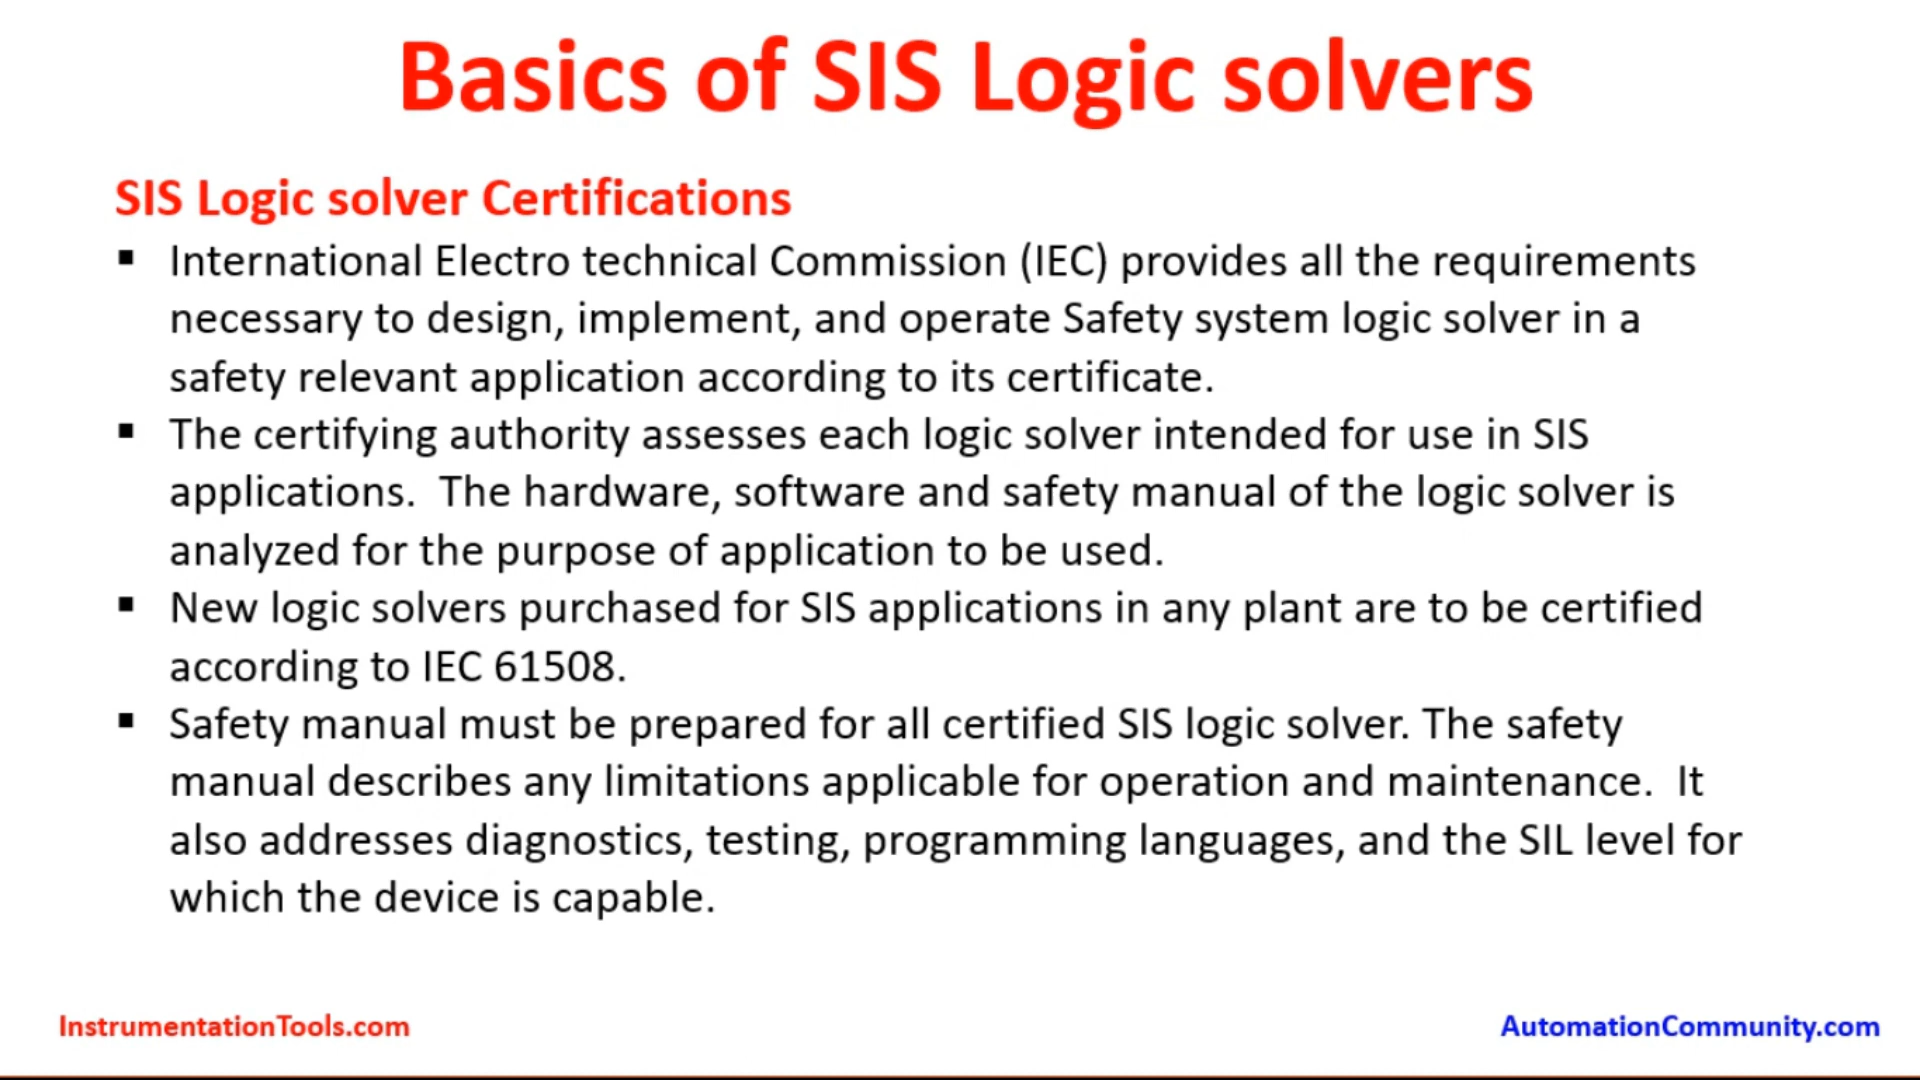 Basics of SIS Logic solvers
SIS Logic solver Certifications
▪ International Electro technical Commission (IEC) provides all the requirements
necessary to design, implement, and operate Safety system logic solver in a
safety relevant application according to its certificate.
▪ The certifying authority assesses each logic solver intended for use in SIS
applications.  The hardware, software and safety manual of the logic solver is
analyzed for the purpose of application to be used.
▪ New logic solvers purchased for SIS applications in any plant are to be certified
according to IEC 61508.
▪ Safety manual must be prepared for all certified SIS logic solver. The safety
manual describes any limitations applicable for operation and maintenance.  It
also addresses diagnostics, testing, programming languages, and the SIL level for
which the device is capable.
InstrumentationTools.com
AutomationCommunity.com